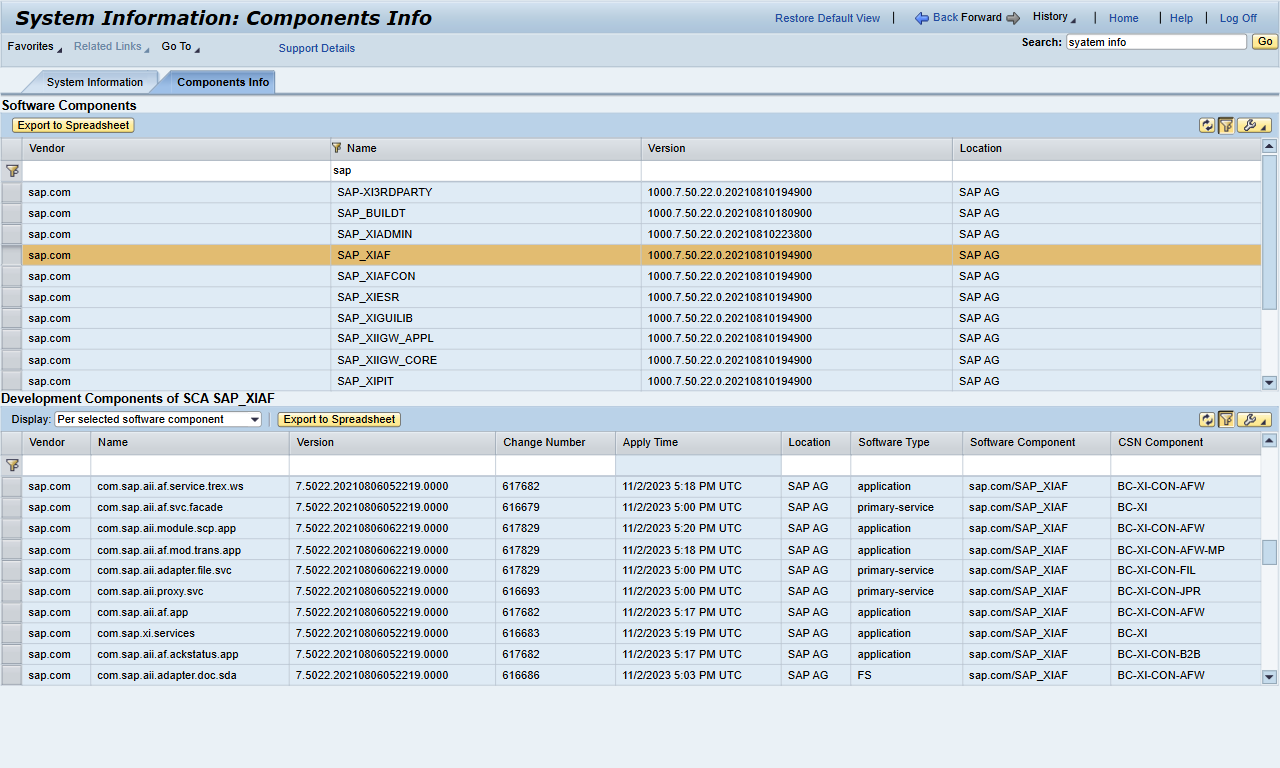 System Information: Components Info
Restore Default View | Back Forward History | Home | Help | Log Off
Favorites Related Links Go To Support Details
Search: syatem info Go
System Information Components Info
Software Components
Export to Spreadsheet
Vendor Name Version Location
sap
sap.com SAP-XI3RDPARTY 1000.7.50.22.0.20210810194900 SAP AG
sap.com SAP_BUILDT 1000.7.50.22.0.20210810180900 SAP AG
sap.com SAP_XIADMIN 1000.7.50.22.0.20210810223800 SAP AG
sap.com SAP_XIAF 1000.7.50.22.0.20210810194900 SAP AG
sap.com SAP_XIAFCON 1000.7.50.22.0.20210810194900 SAP AG
sap.com SAP_XIESR 1000.7.50.22.0.20210810194900 SAP AG
sap.com SAP_XIGUILIB 1000.7.50.22.0.20210810194900 SAP AG
sap.com SAP_XIIGW_APPL 1000.7.50.22.0.20210810194900 SAP AG
sap.com SAP_XIIGW_CORE 1000.7.50.22.0.20210810194900 SAP AG
sap.com SAP_XIPIT 1000.7.50.22.0.20210810194900 SAP AG
Development Components of SCA SAP_XIAF
Display: Per selected software component Export to Spreadsheet
Vendor Name Version Change Number Apply Time Location Software Type Software Component CSN Component
sap.com com.sap.aii.af.service.trex.ws 7.5022.20210806052219.0000 617682 11/2/2023 5:18 PM UTC SAP AG application sap.com/SAP_XIAF BC-XI-CON-AFW
sap.com com.sap.aii.af.svc.facade 7.5022.20210806052219.0000 616679 11/2/2023 5:00 PM UTC SAP AG primary-service sap.com/SAP_XIAF BC-XI
sap.com com.sap.aii.module.scp.app 7.5022.20210806062219.0000 617829 11/2/2023 5:20 PM UTC SAP AG application sap.com/SAP_XIAF BC-XI-CON-AFW
sap.com com.sap.aii.af.mod.trans.app 7.5022.20210806062219.0000 617829 11/2/2023 5:18 PM UTC SAP AG application sap.com/SAP_XIAF BC-XI-CON-AFW-MP
sap.com com.sap.aii.adapter.file.svc 7.5022.20210806062219.0000 617829 11/2/2023 5:00 PM UTC SAP AG primary-service sap.com/SAP_XIAF BC-XI-CON-FIL
sap.com com.sap.aii.proxy.svc 7.5022.20210806052219.0000 616693 11/2/2023 5:00 PM UTC SAP AG primary-service sap.com/SAP_XIAF BC-XI-CON-JPR
sap.com com.sap.aii.af.app 7.5022.20210806052219.0000 617682 11/2/2023 5:17 PM UTC SAP AG application sap.com/SAP_XIAF BC-XI-CON-AFW
sap.com com.sap.xi.services 7.5022.20210806052219.0000 616683 11/2/2023 5:19 PM UTC SAP AG application sap.com/SAP_XIAF BC-XI
sap.com com.sap.aii.af.ackstatus.app 7.5022.20210806052219.0000 617682 11/2/2023 5:17 PM UTC SAP AG application sap.com/SAP_XIAF BC-XI-CON-B2B
sap.com com.sap.aii.adapter.doc.sda 7.5022.20210806052219.0000 616686 11/2/2023 5:03 PM UTC SAP AG FS sap.com/SAP_XIAF BC-XI-CON-AFW